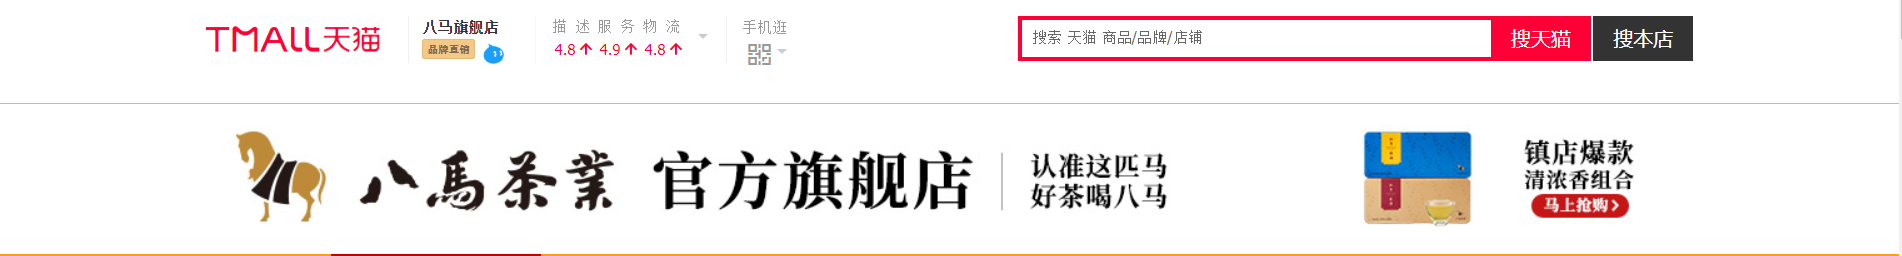 TMALL天猫
八马旗舰店
品牌直销
描述 服务 物流
4.8 4.9 4.8
手机逛
搜索 天猫 商品/品牌/店铺
搜天猫
搜本店
八馬茶業 官方旗舰店
认准这匹马
好茶喝八马
镇店爆款
清浓香组合
马上抢购